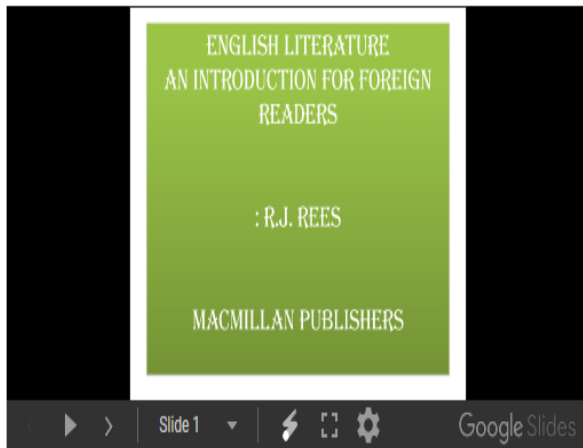 ENGLISH LITERATURE
AN INTRODUCTION FOR FOREIGN
READERS
: R.J. REES
MACMILLAN PUBLISHERS
Slide 1
Google Slides